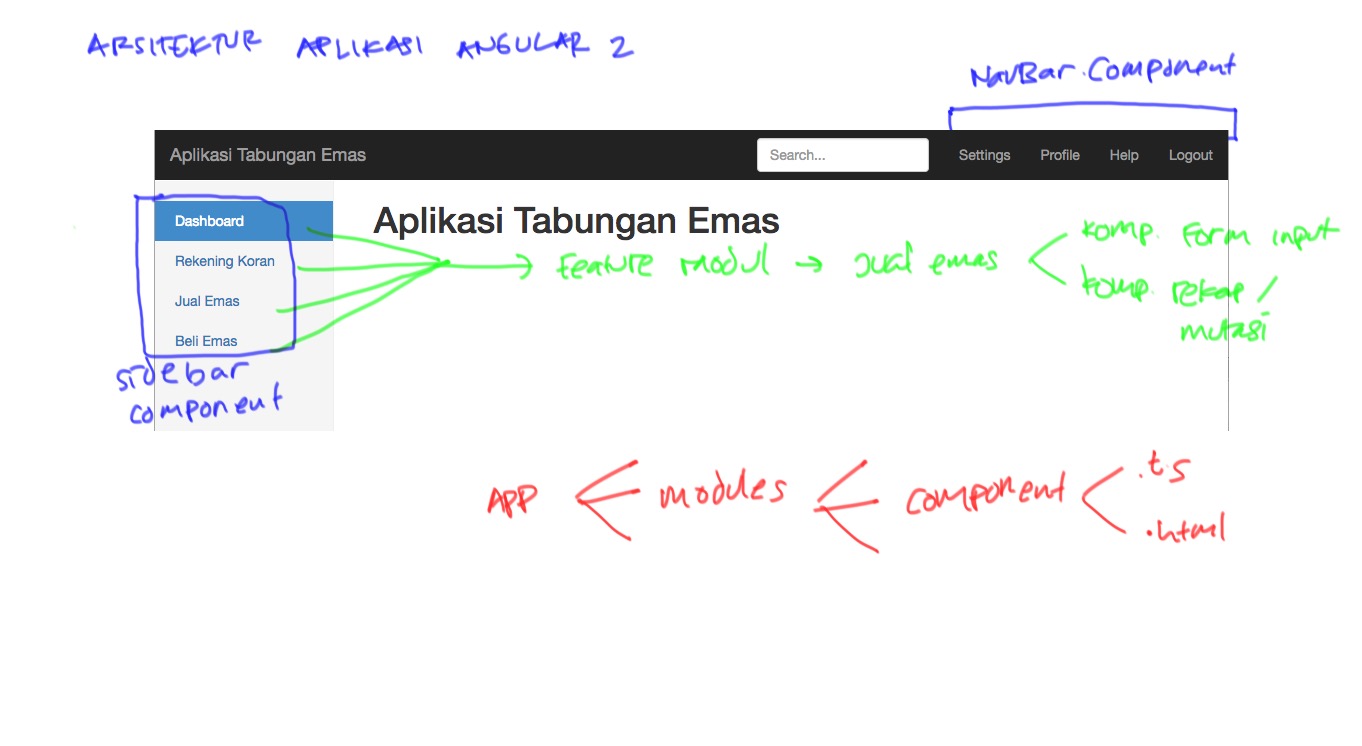 ARSITEKTUR APLIKASI ANGULAR 2
NavBar.Component
Aplikasi Tabungan Emas
Search...
Settings
Profile
Help
Logout
Dashboard
Rekening Koran
Jual Emas
Beli Emas
sidebar
component
Aplikasi Tabungan Emas
Feature modul → Jual emas
komp. Form input
komp. rekap /
mutasi
APP
modules
component
.ts
.html